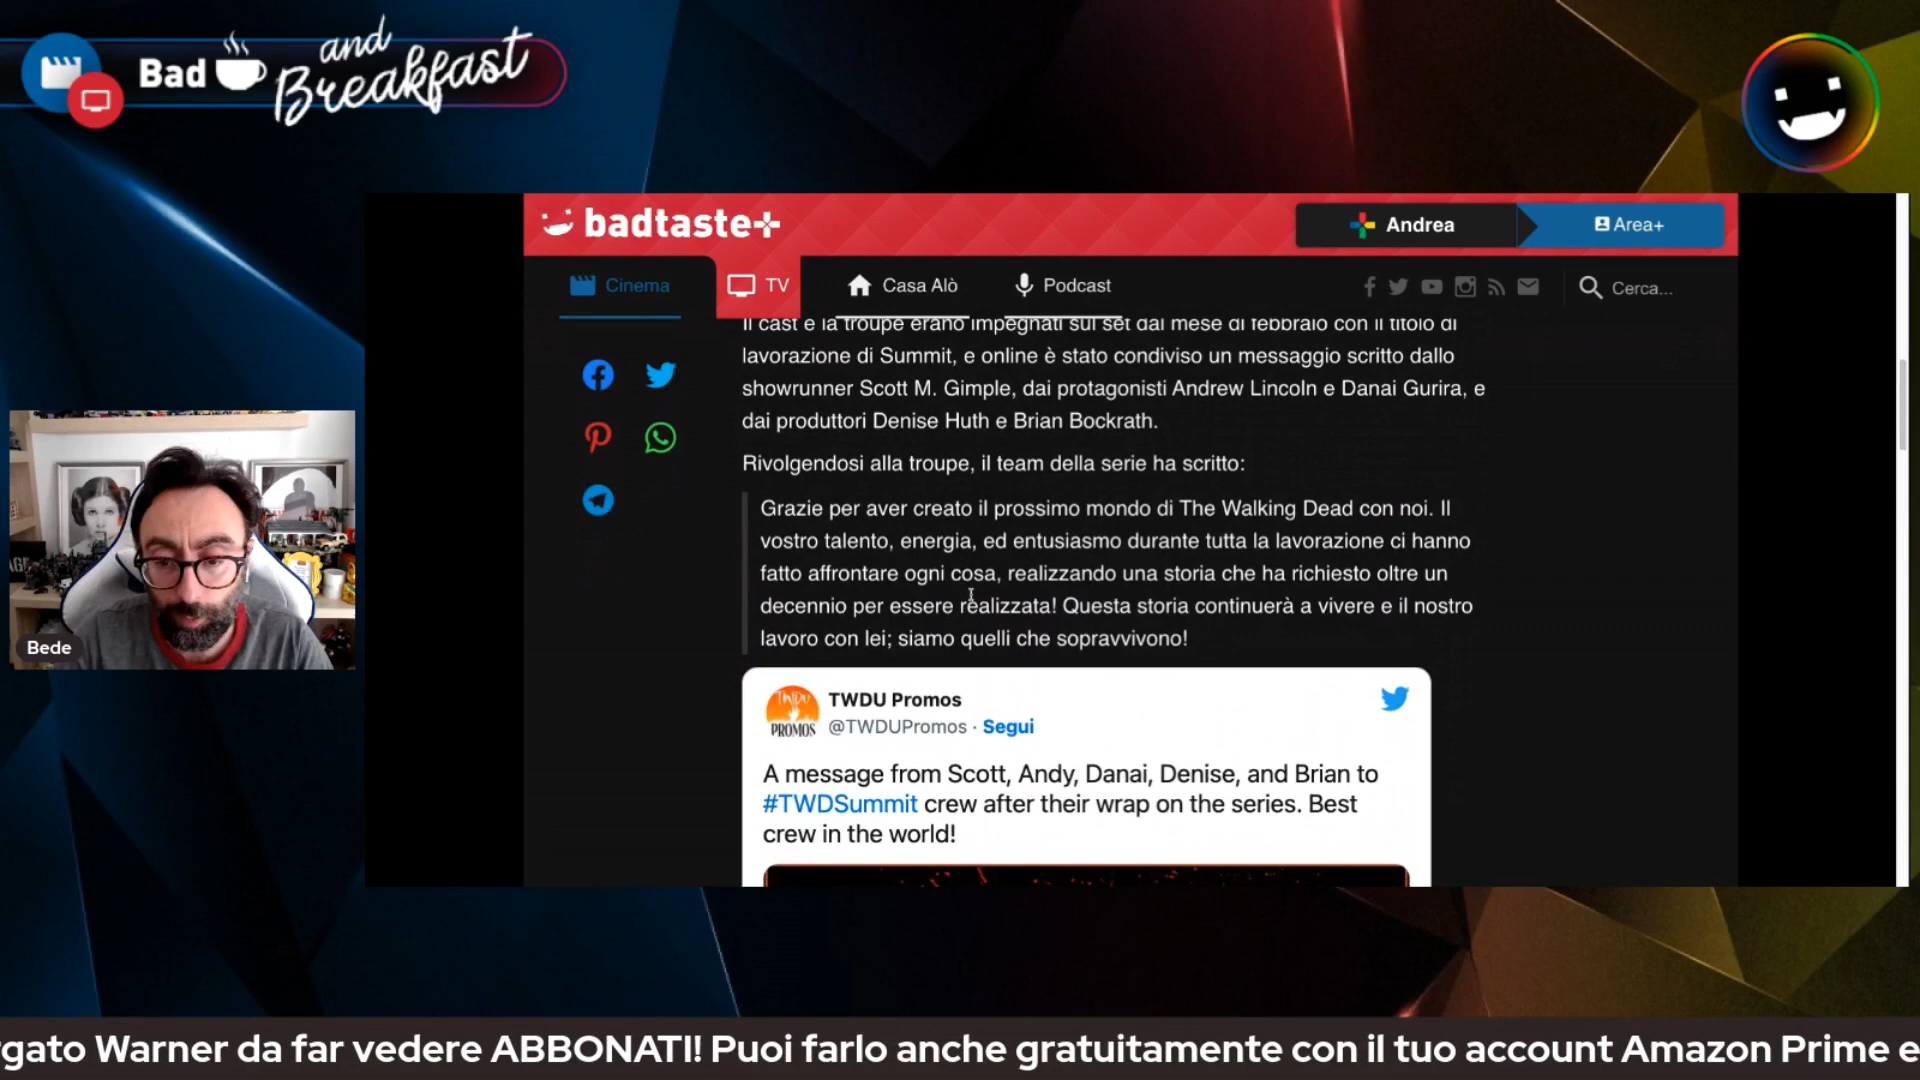 Bad and Breakfast
badtaste+
Andrea
Area+
Cinema
TV
Casa Alò
Podcast
Cerca...
Il cast e la troupe erano impegnati sul set dal mese di febbraio con il titolo di
lavorazione di Summit, e online è stato condiviso un messaggio scritto dallo
showrunner Scott M. Gimple, dai protagonisti Andrew Lincoln e Danai Gurira, e
dai produttori Denise Huth e Brian Bockrath.
Rivolgendosi alla troupe, il team della serie ha scritto:
Grazie per aver creato il prossimo mondo di The Walking Dead con noi. Il
vostro talento, energia, ed entusiasmo durante tutta la lavorazione ci hanno
fatto affrontare ogni cosa, realizzando una storia che ha richiesto oltre un
decennio per essere realizzata! Questa storia continuerà a vivere e il nostro
lavoro con lei; siamo quelli che sopravvivono!
TWDU
PROMOS
TWDU Promos
@TWDUPromos · Segui
A message from Scott, Andy, Danai, Denise, and Brian to
#TWDSummit crew after their wrap on the series. Best
crew in the world!
Bede
rgato Warner da far vedere ABBONATI! Puoi farlo anche gratuitamente con il tuo account Amazon Prime e